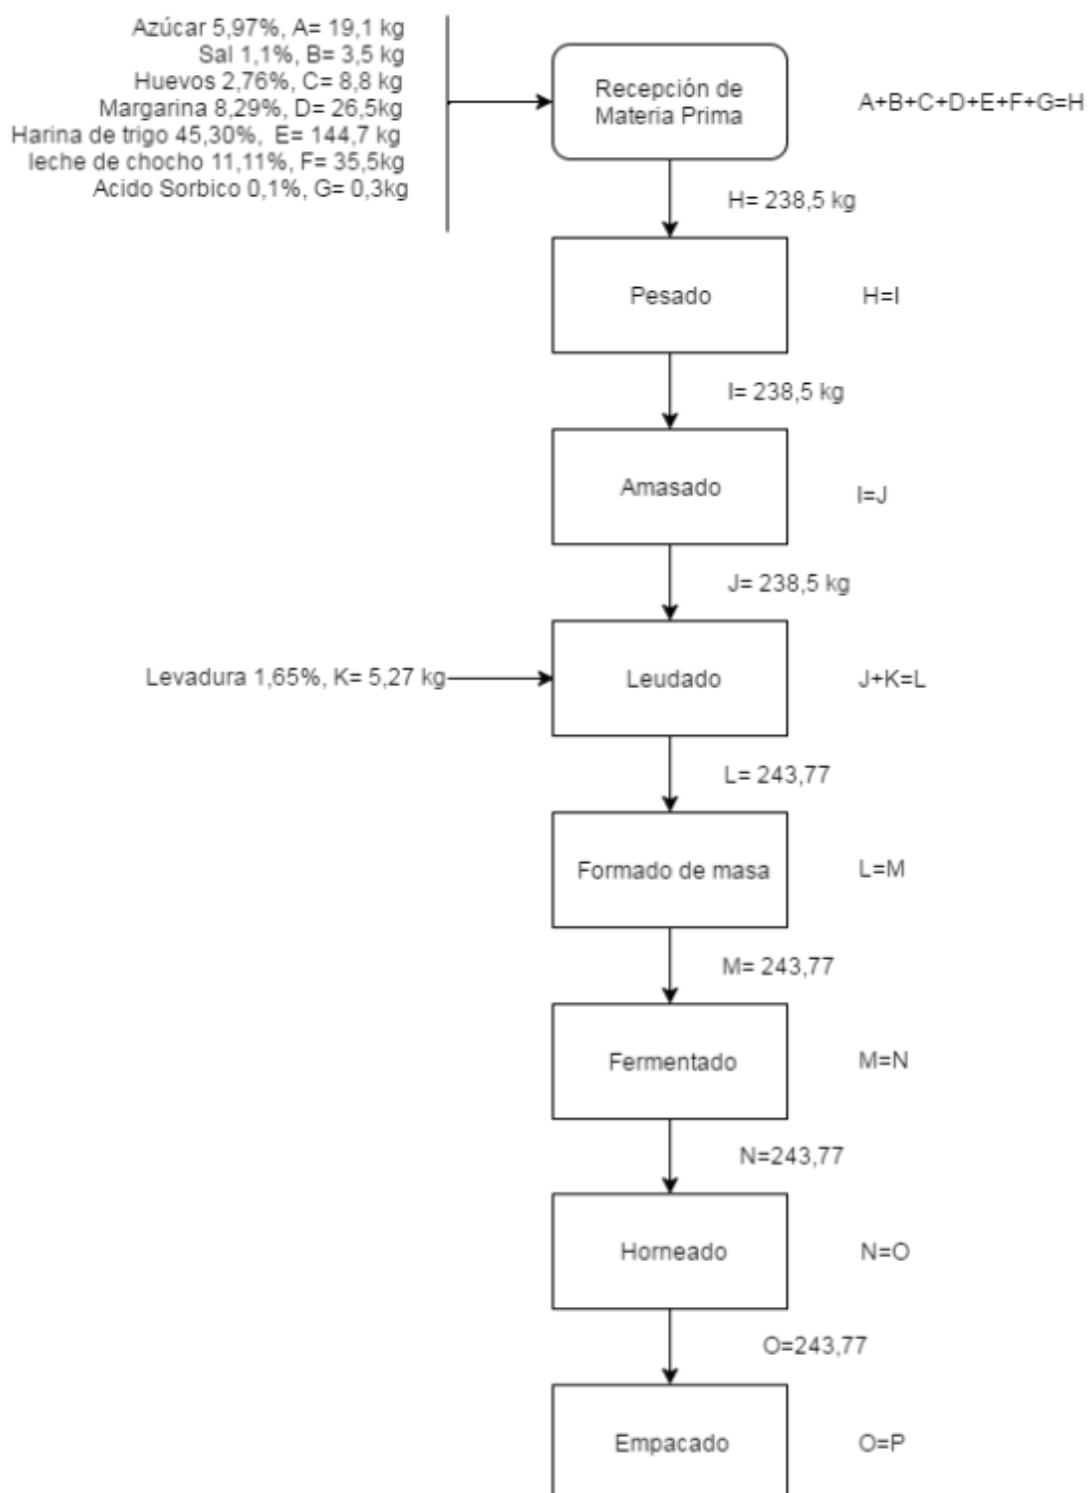 Azúcar 5,97%, A= 19,1 kg
Sal 1,1%, B= 3,5 kg
Huevos 2,76%, C= 8,8 kg
Margarina 8,29%, D= 26,5kg
Harina de trigo 45,30%, E= 144,7 kg
leche de chocho 11,11%, F= 35,5kg
Acido Sorbico 0,1%, G= 0,3kg
Recepción de
Materia Prima
A+B+C+D+E+F+G=H
H= 238,5 kg
Pesado
H=I
I= 238,5 kg
Amasado
I=J
J= 238,5 kg
Levadura 1,65%, K= 5,27 kg
Leudado
J+K=L
L= 243,77
Formado de masa
L=M
M= 243,77
Fermentado
M=N
N=243,77
Horneado
N=O
O=243,77
Empacado
O=P